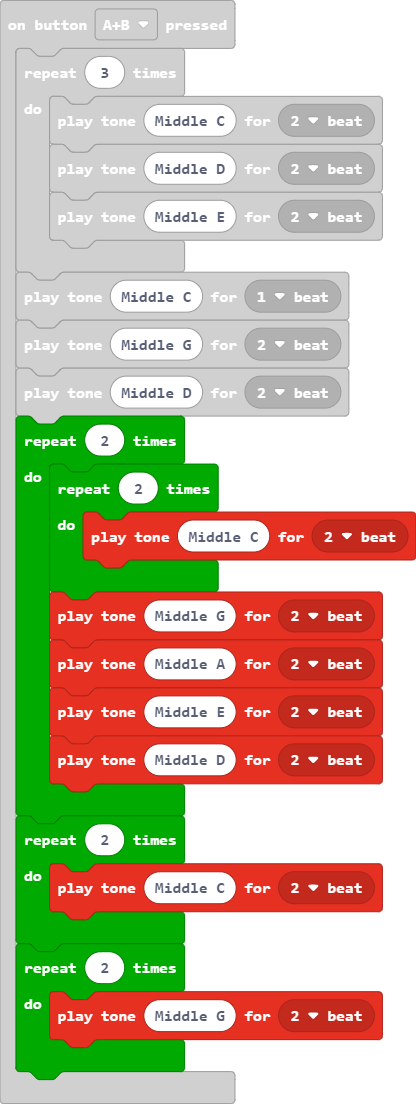 on button A+B pressed
repeat 3 times
do
play tone Middle C for 2 beat
play tone Middle D for 2 beat
play tone Middle E for 2 beat
play tone Middle C for 1 beat
play tone Middle G for 2 beat
play tone Middle D for 2 beat
repeat 2 times
do
repeat 2 times
do
play tone Middle C for 2 beat
play tone Middle G for 2 beat
play tone Middle A for 2 beat
play tone Middle E for 2 beat
play tone Middle D for 2 beat
repeat 2 times
do
play tone Middle C for 2 beat
repeat 2 times
do
play tone Middle G for 2 beat